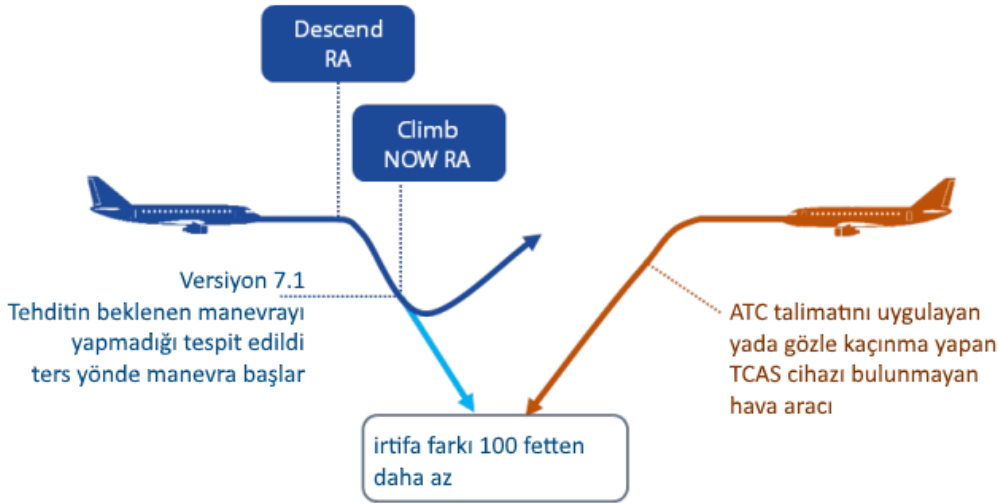 Descend
RA
Climb
NOW RA
Versiyon 7.1
Tehditin beklenen manevrayı
yapmadığı tespit edildi
ters yönde manevra başlar
ATC talimatını uygulayan
yada gözle kaçınma yapan
TCAS cihazı bulunmayan
hava aracı
irtifa farkı 100 fetten
daha az